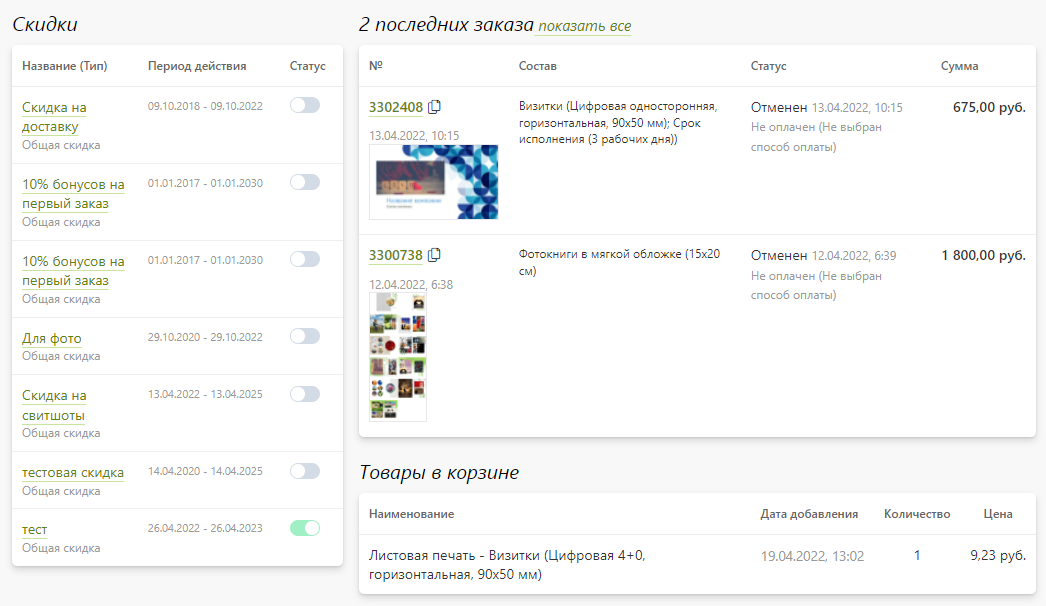 Скидки
Название (Тип) Период действия Статус
Скидка на
доставку
Общая скидка
09.10.2018 - 09.10.2022
10% бонусов на
первый заказ
Общая скидка
01.01.2017 - 01.01.2030
10% бонусов на
первый заказ
Общая скидка
01.01.2017 - 01.01.2030
Для фото
Общая скидка
29.10.2020 - 29.10.2022
Скидка на
свитшоты
Общая скидка
13.04.2022 - 13.04.2025
тестовая скидка
Общая скидка
14.04.2020 - 14.04.2025
тест
Общая скидка
26.04.2022 - 26.04.2023
2 последних заказа показать все
№ Состав Статус Сумма
3302408
13.04.2022, 10:15
Визитки (Цифровая односторонняя,
горизонтальная, 90x50 мм); Срок
исполнения (3 рабочих дня))
Отменен 13.04.2022, 10:15
Не оплачен (Не выбран
способ оплаты)
675,00 руб.
3300738
12.04.2022, 6:38
Фотокниги в мягкой обложке (15x20
см)
Отменен 12.04.2022, 6:39
Не оплачен (Не выбран
способ оплаты)
1 800,00 руб.
Товары в корзине
Наименование Дата добавления Количество Цена
Листовая печать - Визитки (Цифровая 4+0,
горизонтальная, 90x50 мм)
19.04.2022, 13:02
1
9,23 руб.